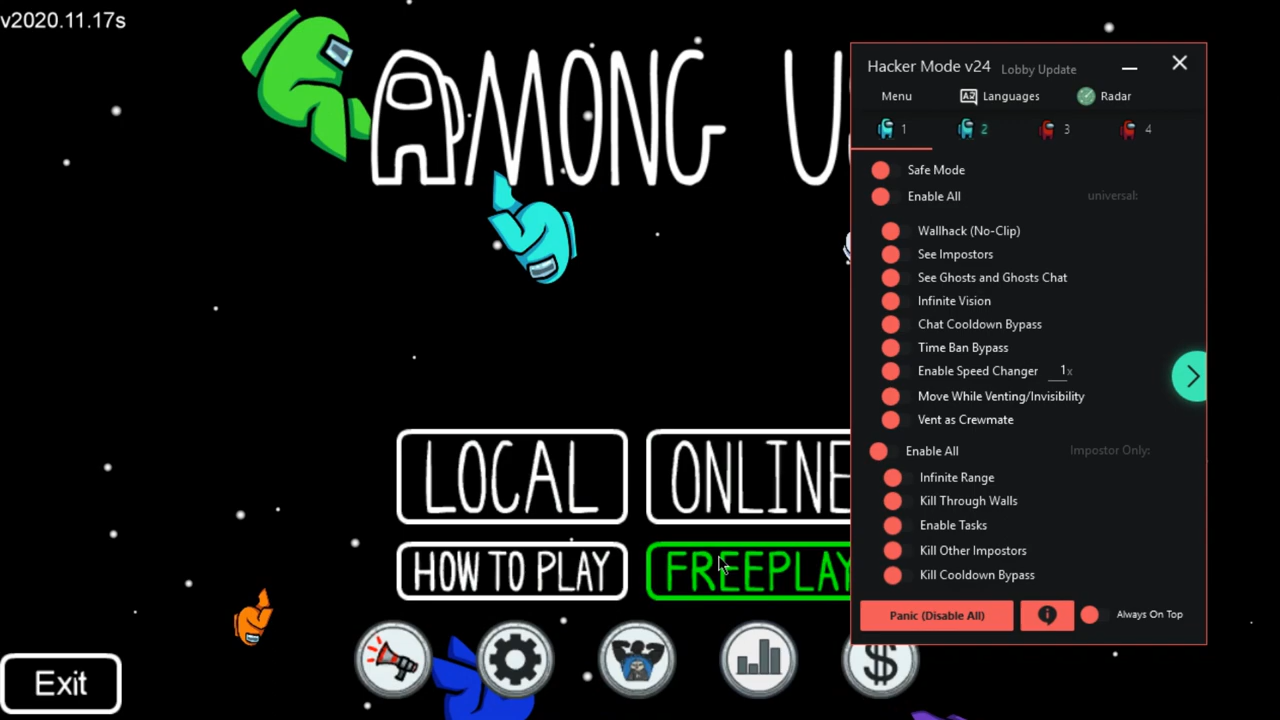 v2020.11.17s
AMONG U
LOCAL
ONLINE
HOW TO PLAY
FREEPLAY
Exit
Hacker Mode v24 Lobby Update
Menu Languages Radar
1 2 3 4
Safe Mode
Enable All universal:
Wallhack (No-Clip)
See Impostors
See Ghosts and Ghosts Chat
Infinite Vision
Chat Cooldown Bypass
Time Ban Bypass
Enable Speed Changer 1x
Move While Venting/Invisibility
Vent as Crewmate
Enable All Impostor Only:
Infinite Range
Kill Through Walls
Enable Tasks
Kill Other Impostors
Kill Cooldown Bypass
Panic (Disable All) Always On Top